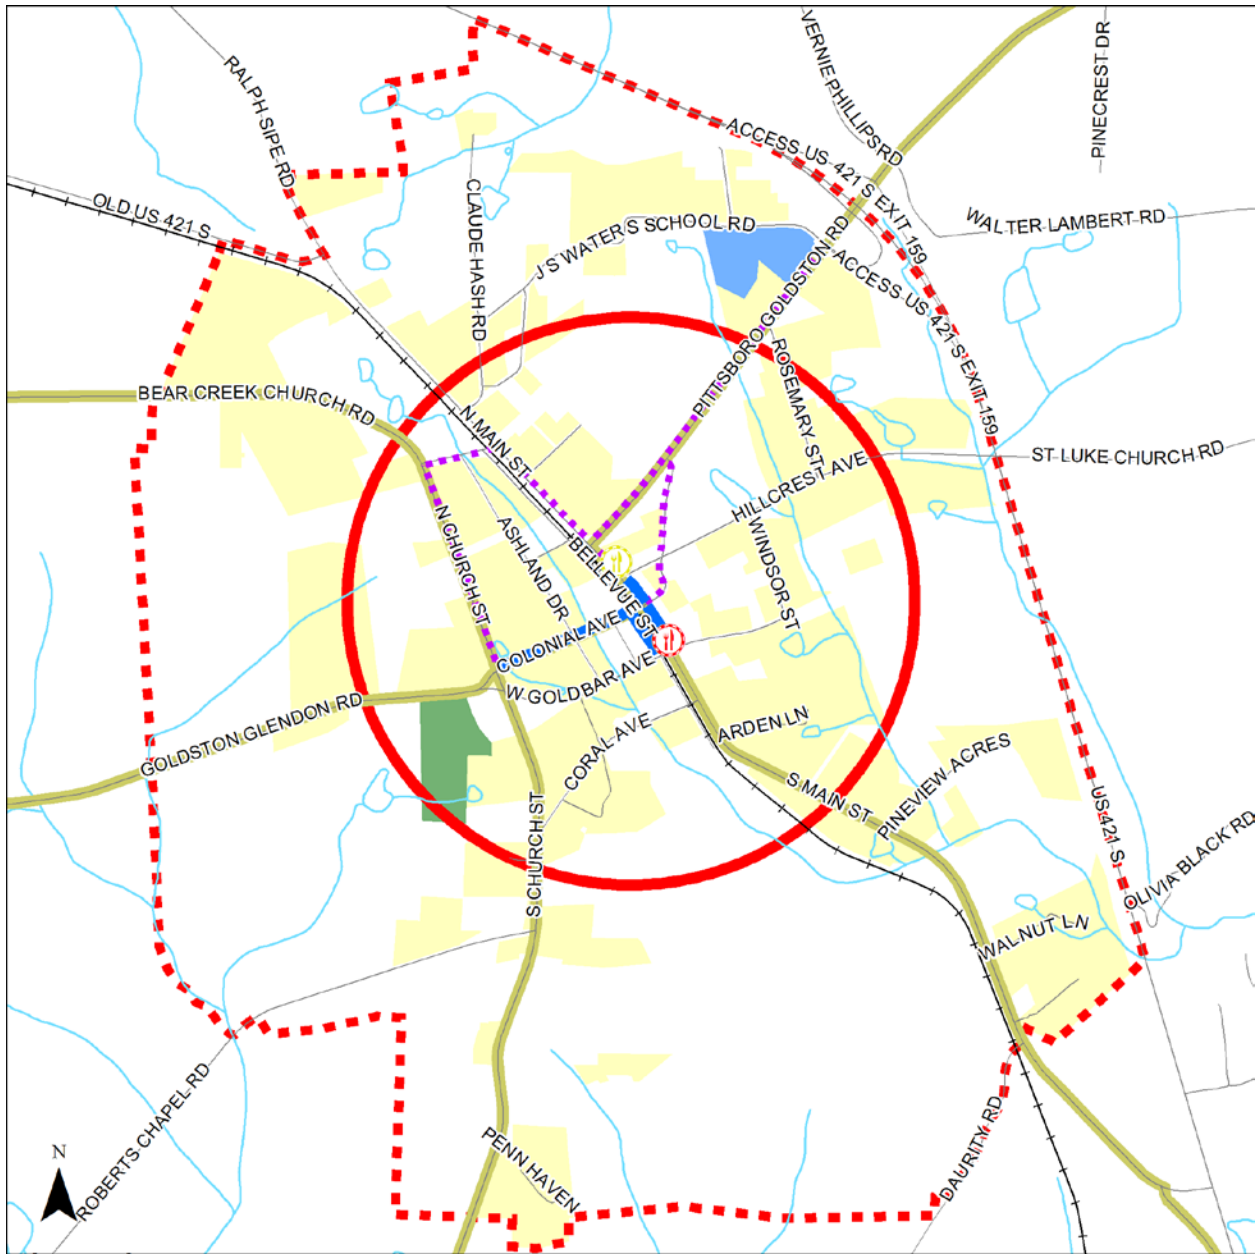 VERNIE PHILLIPS RD
PINECREST DR
RALPH SIPE RD
ACCESS US 421 S EXIT 159
OLD US 421 S
CLAUDE HASH RD
J S WATERS SCHOOL RD
WALTER LAMBERT RD
ACCESS US 421 S EXIT 159
PITTSBORO GOLDSTON RD
BEAR CREEK CHURCH RD
N MAIN ST
ROSEMARY ST
ST LUKE CHURCH RD
HILLCREST AVE
N CHURCH ST
ASHLAND DR
BELLEVUE ST
WINDSOR ST
COLONIAL AVE
W GOLDBAR AVE
GOLDSTON GLENDON RD
CORAL AVE
ARDEN LN
S MAIN ST
PINEVIEW ACRES
US 421 S
S CHURCH ST
OLIVIA BLACK RD
WALNUT LN
ROBERTS CHAPEL RD
PENN HAVEN
DAURITY RD
N